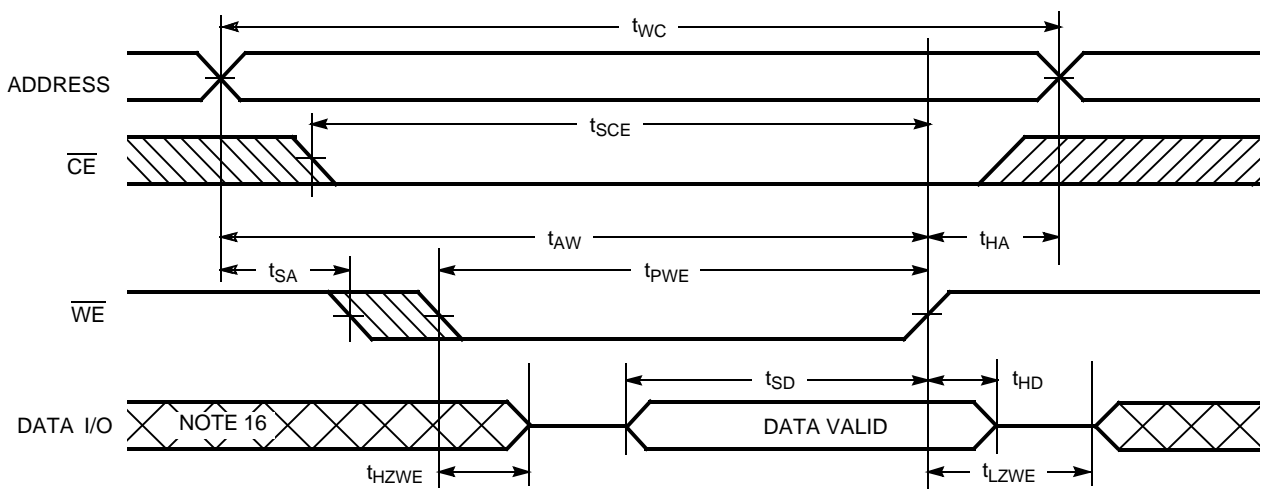 tWC
ADDRESS
tSCE
CE
tAW
tHA
tSA
tPWE
WE
tSD
tHD
DATA I/O
NOTE 16
DATA VALID
tHZWE
tLZWE